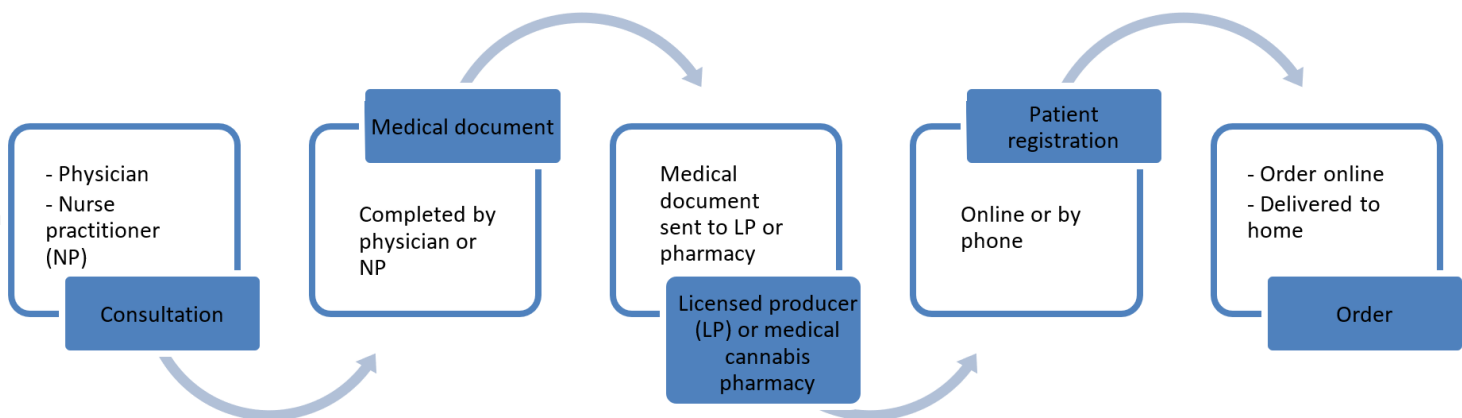 - Physician
- Nurse
practitioner
(NP)
Consultation
Medical document
Completed by
physician or
NP
Medical
document
sent to LP or
pharmacy
Licensed producer
(LP) or medical
cannabis
pharmacy
Patient
registration
Online or by
phone
- Order online
- Delivered to
home
Order